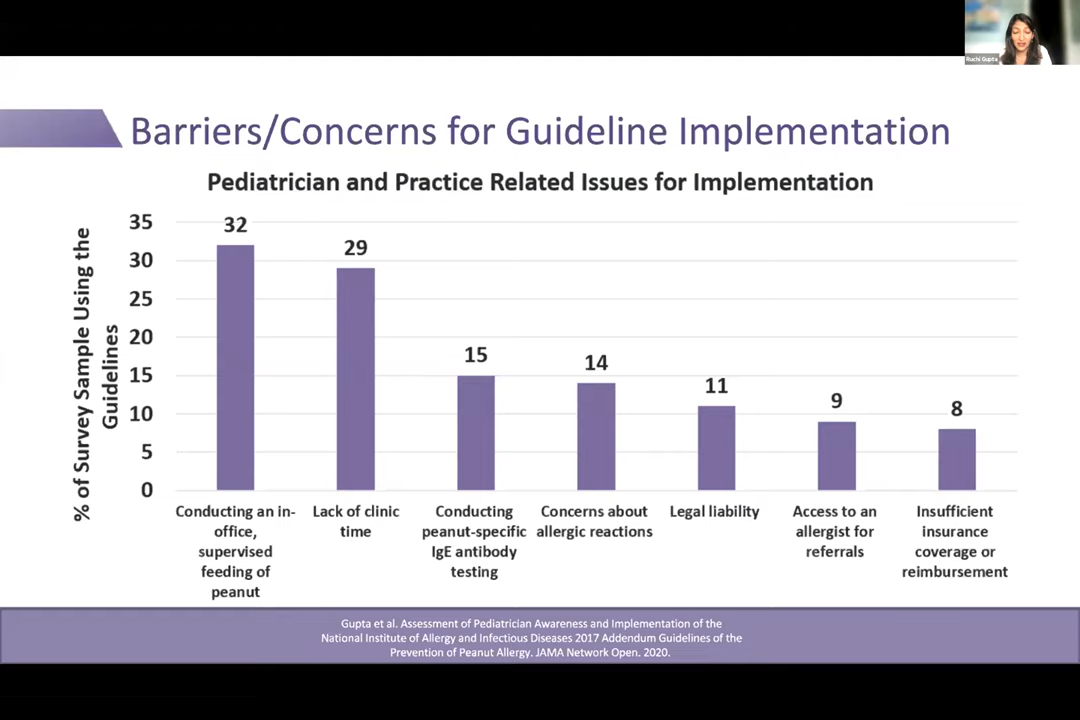 Ruchi Gupta
Barriers/Concerns for Guideline Implementation
Pediatrician and Practice Related Issues for Implementation
% of Survey Sample Using the
Guidelines
35
30
25
20
15
10
5
0
32
29
15
14
11
9
8
Conducting an in-
office,
supervised
feeding of
peanut
Lack of clinic
time
Conducting
peanut-specific
IgE antibody
testing
Concerns about
allergic reactions
Legal liability
Access to an
allergist for
referrals
Insufficient
insurance
coverage or
reimbursement
Gupta et al. Assessment of Pediatrician Awareness and Implementation of the
National Institute of Allergy and Infectious Diseases 2017 Addendum Guidelines of the
Prevention of Peanut Allergy. JAMA Network Open. 2020.